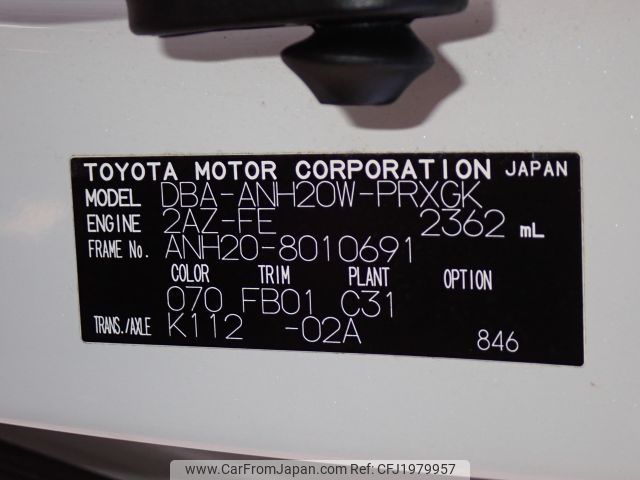 TOYOTA MOTOR CORPORATION JAPAN
MODEL DBA-ANH20W-PRXGK
ENGINE 2AZ-FE 2362 mL
FRAME No. ANH20-8010691
COLOR TRIM PLANT OPTION
070 FB01 C31
TRANS./AXLE K112 -02A 846
www.CarFromJapan.com for CFJ1979957